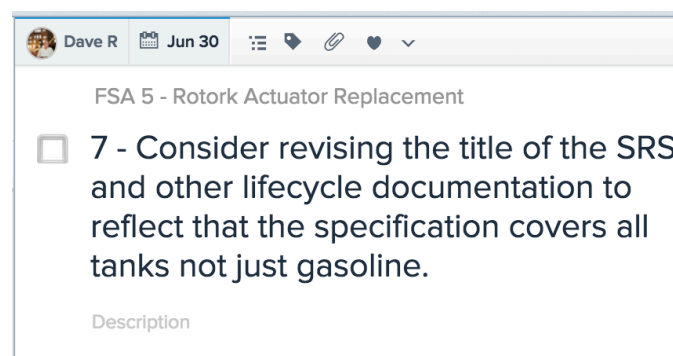 Dave R
Jun 30
FSA 5 - Rotork Actuator Replacement
7 - Consider revising the title of the SRS
and other lifecycle documentation to
reflect that the specification covers all
tanks not just gasoline.
Description